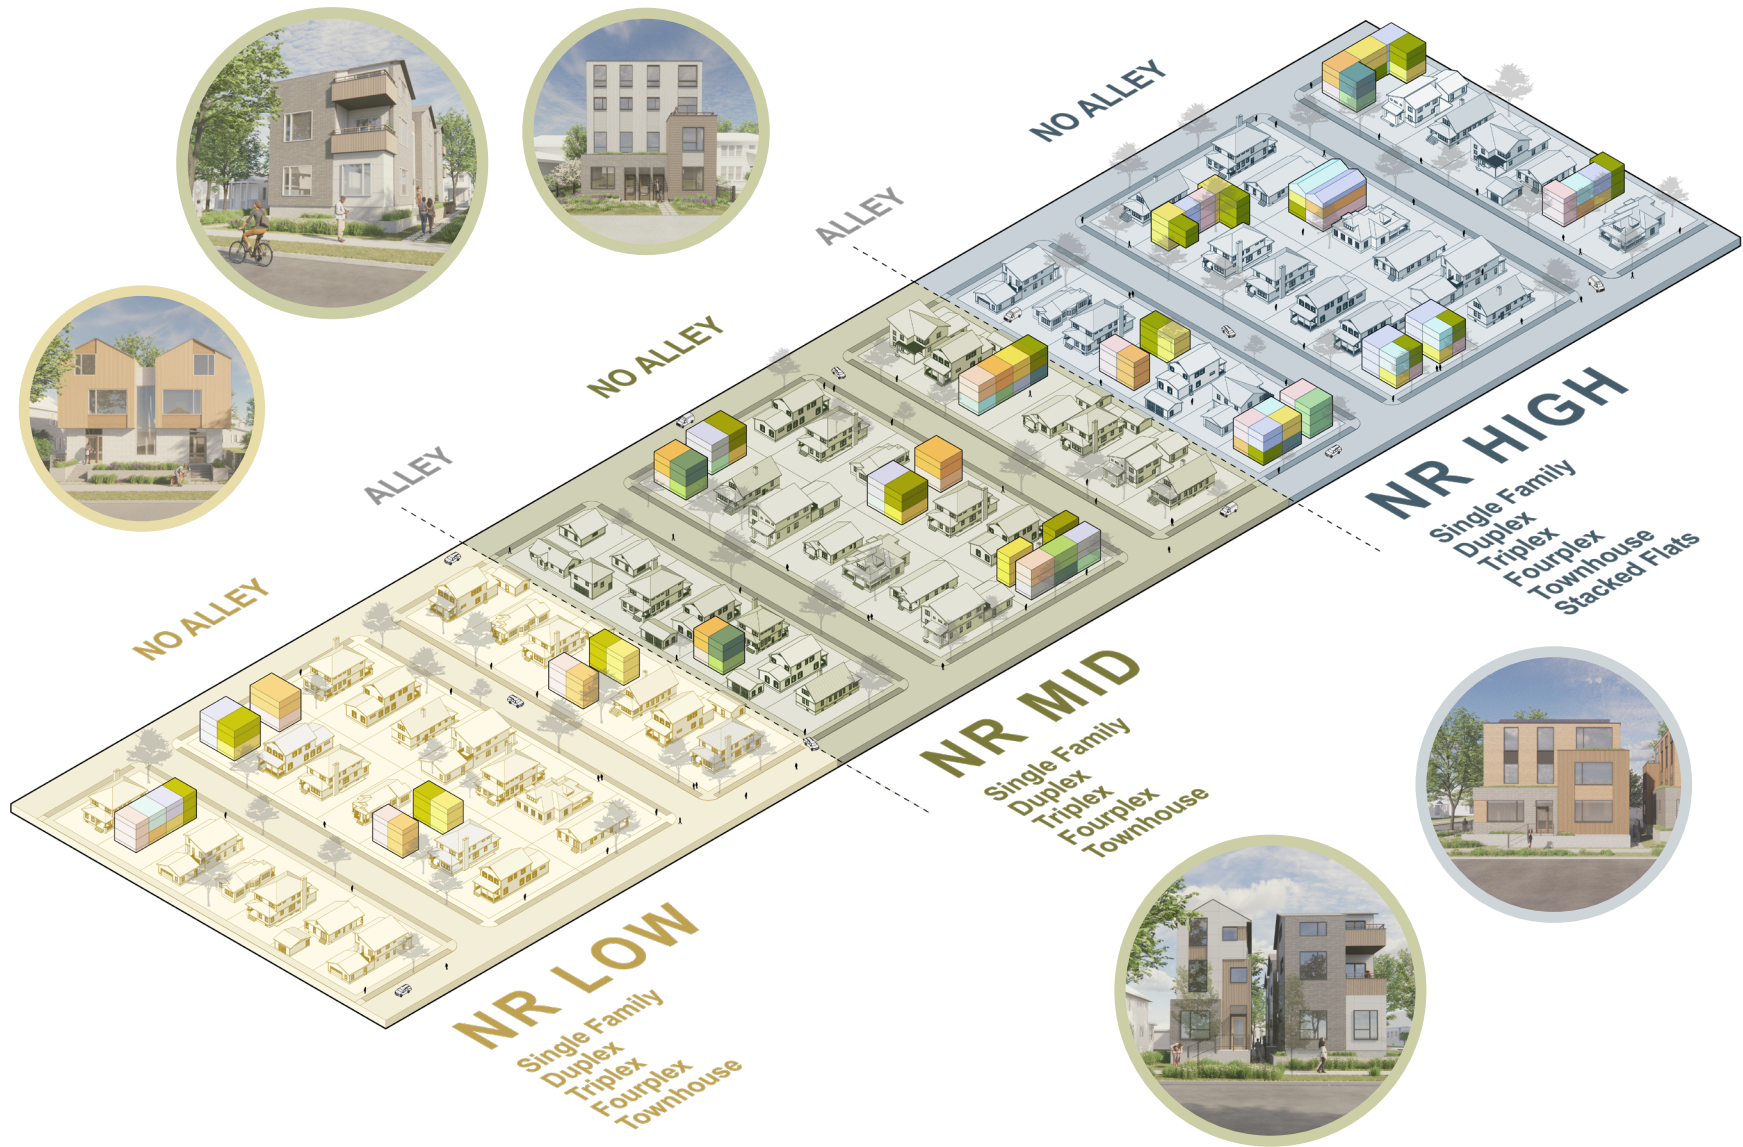 NO ALLEY
ALLEY
NO ALLEY
ALLEY
NO ALLEY
NR HIGH
Single Family
Duplex
Triplex
Fourplex
Townhouse
Stacked Flats
NR MID
Single Family
Duplex
Triplex
Fourplex
Townhouse
NR LOW
Single Family
Duplex
Triplex
Fourplex
Townhouse